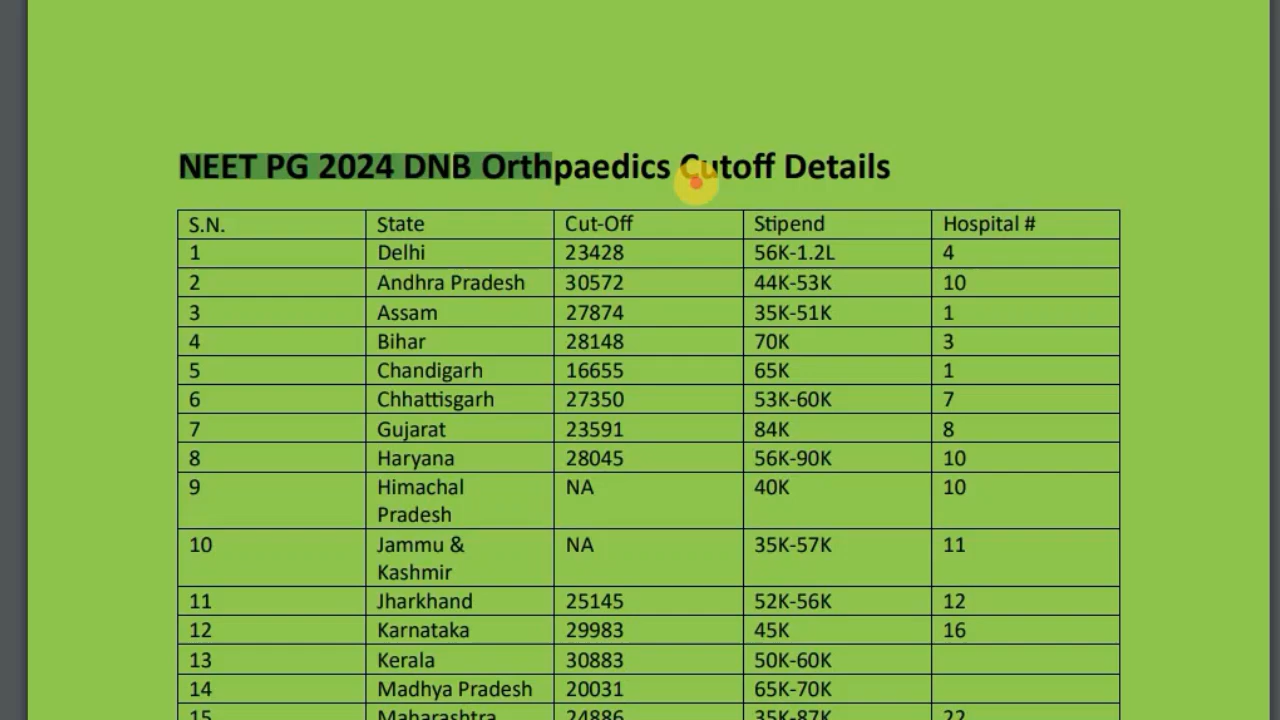 NEET PG 2024 DNB Orthpaedics Cutoff Details
S.N. State Cut-Off Stipend Hospital #
1 Delhi 23428 56K-1.2L 4
2 Andhra Pradesh 30572 44K-53K 10
3 Assam 27874 35K-51K 1
4 Bihar 28148 70K 3
5 Chandigarh 16655 65K 1
6 Chhattisgarh 27350 53K-60K 7
7 Gujarat 23591 84K 8
8 Haryana 28045 56K-90K 10
9 Himachal NA 40K 10
Pradesh
10 Jammu & NA 35K-57K 11
Kashmir
11 Jharkhand 25145 52K-56K 12
12 Karnataka 29983 45K 16
13 Kerala 30883 50K-60K
14 Madhya Pradesh 20031 65K-70K
15 Maharashtra 24886 35K-87K 22